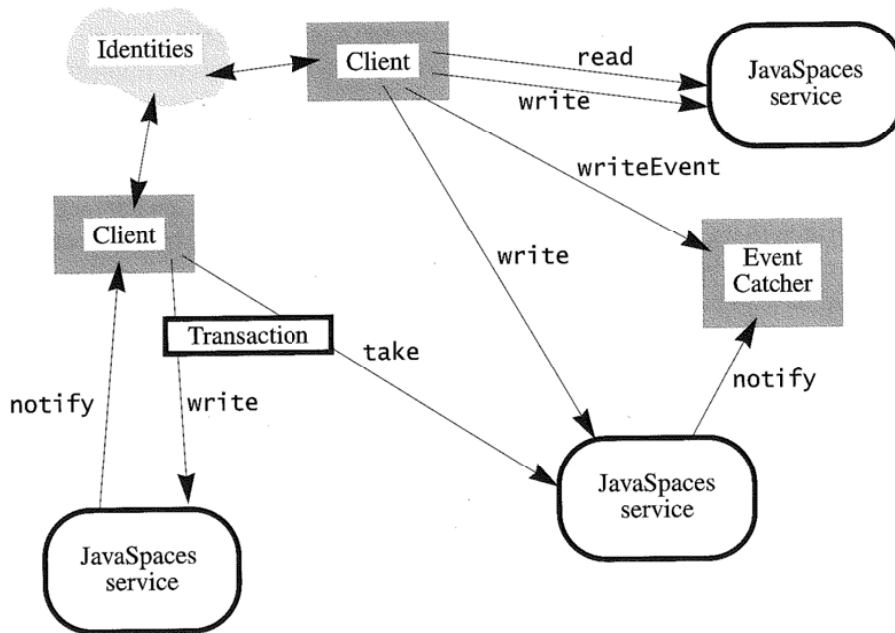 Identities
Client
read
JavaSpaces
service
write
writeEvent
Client
write
Event
Catcher
Transaction
take
notify
notify
write
JavaSpaces
service
JavaSpaces
service